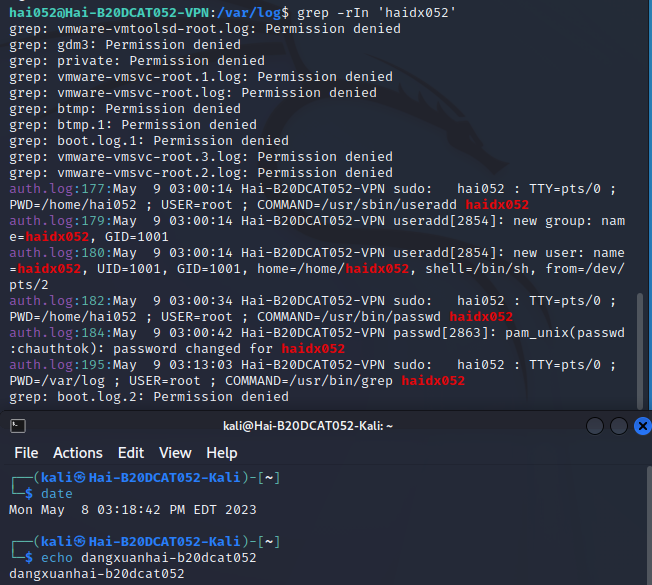 hai052@Hai-B20DCAT052-VPN:/var/log$ grep -rIn 'haidx052'
grep: vmware-vmtoolsd-root.log: Permission denied
grep: gdm3: Permission denied
grep: private: Permission denied
grep: vmware-vmsvc-root.1.log: Permission denied
grep: vmware-vmsvc-root.log: Permission denied
grep: btmp: Permission denied
grep: btmp.1: Permission denied
grep: boot.log.1: Permission denied
grep: vmware-vmsvc-root.3.log: Permission denied
grep: vmware-vmsvc-root.2.log: Permission denied
auth.log:177:May  9 03:00:14 Hai-B20DCAT052-VPN sudo:   hai052 : TTY=pts/0 ;
PWD=/home/hai052 ; USER=root ; COMMAND=/usr/sbin/useradd haidx052
auth.log:179:May  9 03:00:14 Hai-B20DCAT052-VPN useradd[2854]: new group: nam
e=haidx052, GID=1001
auth.log:180:May  9 03:00:14 Hai-B20DCAT052-VPN useradd[2854]: new user: name
=haidx052, UID=1001, GID=1001, home=/home/haidx052, shell=/bin/sh, from=/dev/
pts/2
auth.log:182:May  9 03:00:34 Hai-B20DCAT052-VPN sudo:   hai052 : TTY=pts/0 ;
PWD=/home/hai052 ; USER=root ; COMMAND=/usr/bin/passwd haidx052
auth.log:184:May  9 03:00:42 Hai-B20DCAT052-VPN passwd[2863]: pam_unix(passwd
:chauthtok): password changed for haidx052
auth.log:195:May  9 03:13:03 Hai-B20DCAT052-VPN sudo:   hai052 : TTY=pts/0 ;
PWD=/var/log ; USER=root ; COMMAND=/usr/bin/grep haidx052
grep: boot.log.2: Permission denied
kali@Hai-B20DCAT052-Kali: ~
File Actions Edit View Help
┌──(kali㉿Hai-B20DCAT052-Kali)-[~]
└─$ date
Mon May  8 03:18:42 PM EDT 2023
┌──(kali㉿Hai-B20DCAT052-Kali)-[~]
└─$ echo dangxuanhai-b20dcat052
dangxuanhai-b20dcat052